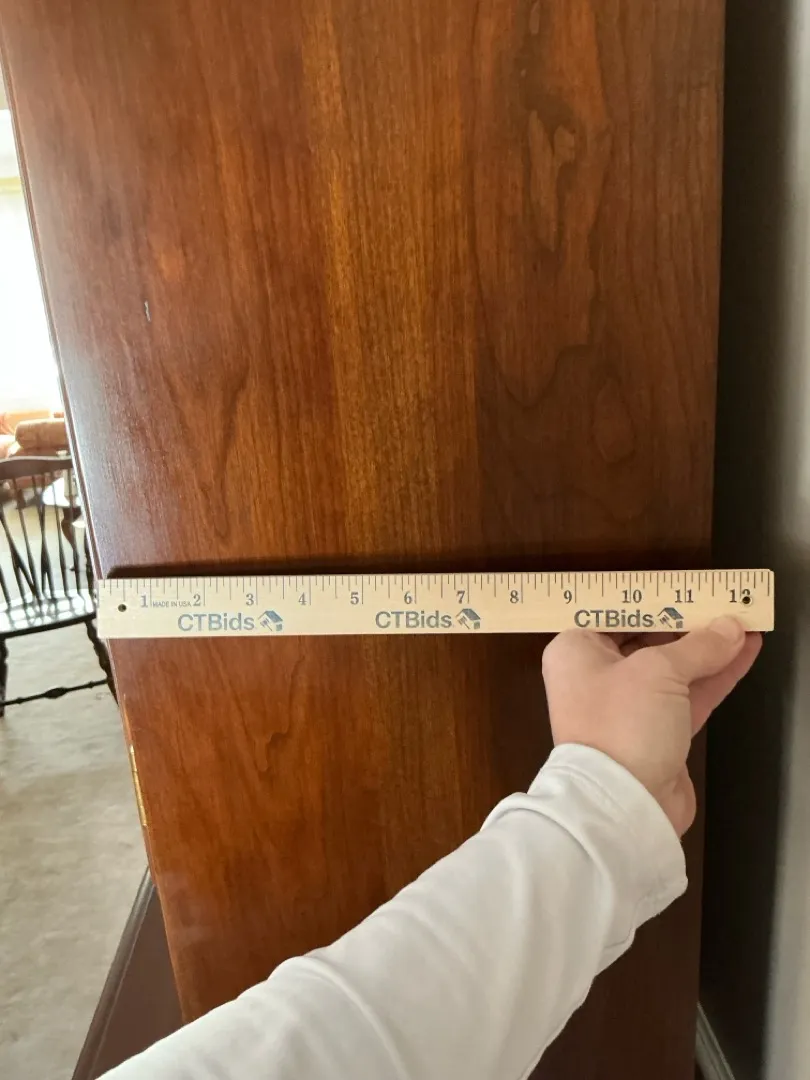 1 MADE IN USA 2 3 4 5 6 7 8 9 10 11 12
CTBids CTBids CTBids